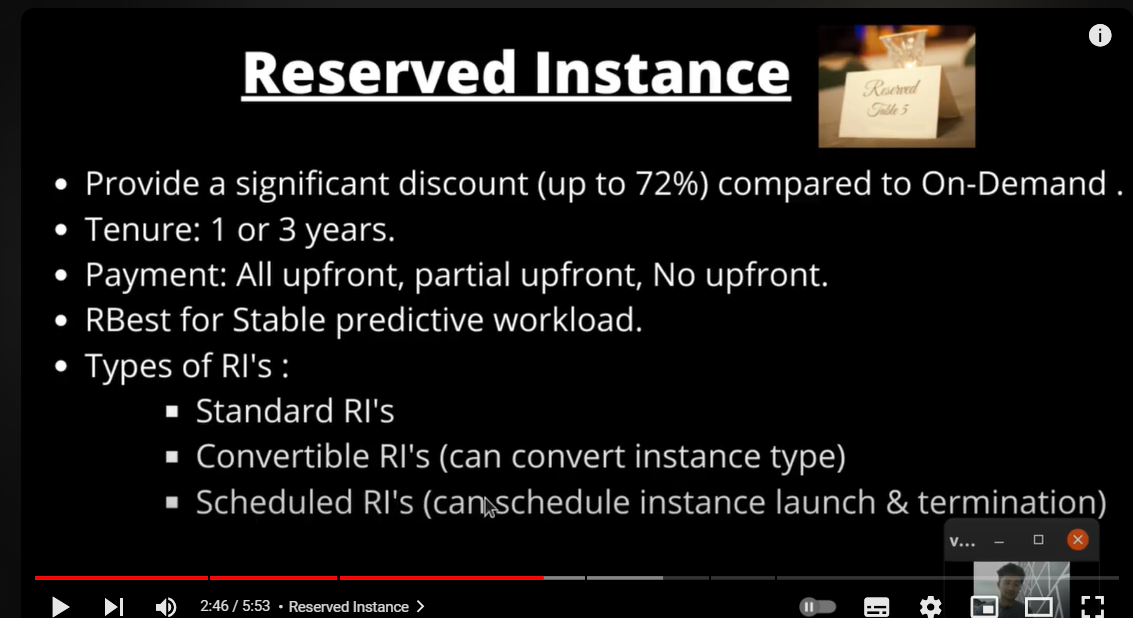 Reserved Instance
Reserved
Table 5
Provide a significant discount (up to 72%) compared to On-Demand .
Tenure: 1 or 3 years.
Payment: All upfront, partial upfront, No upfront.
RBest for Stable predictive workload.
Types of RI's :
Standard RI's
Convertible RI's (can convert instance type)
Scheduled RI's (can schedule instance launch & termination)
v...
2:46 / 5:53 • Reserved Instance